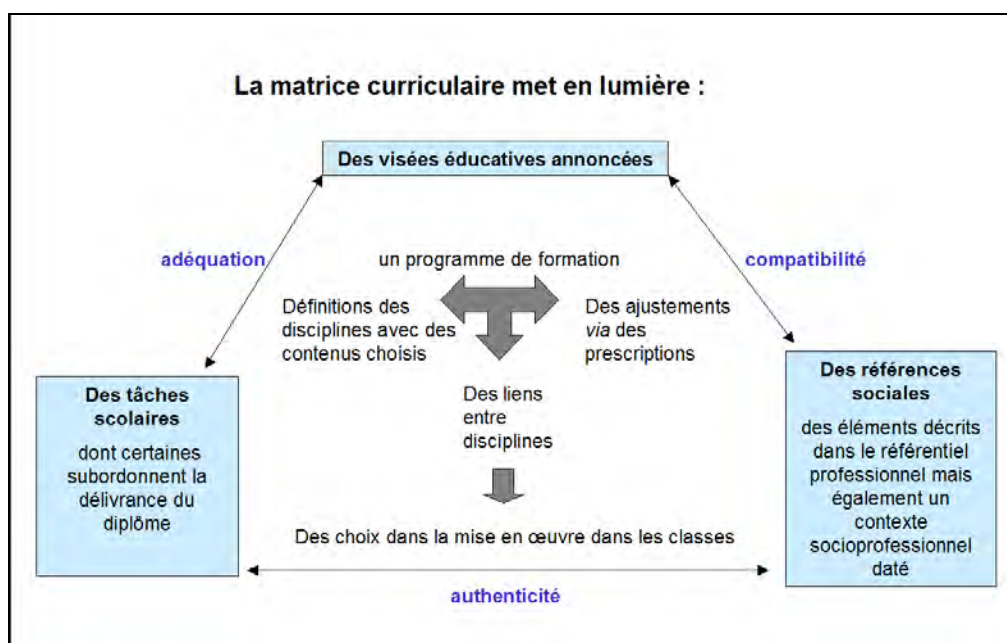 La matrice curriculaire met en lumière :
Des visées éducatives annoncées
adéquation
compatibilité
un programme de formation
Définitions des
disciplines avec des
contenus choisis
Des ajustements
via des
prescriptions
Des liens
entre
disciplines
Des choix dans la mise en œuvre dans les classes
Des tâches
scolaires
dont certaines
subordonnent la
délivrance du
diplôme
Des références
sociales
des éléments décrits
dans le référentiel
professionnel mais
également un
contexte
socioprofessionnel
daté
authenticité